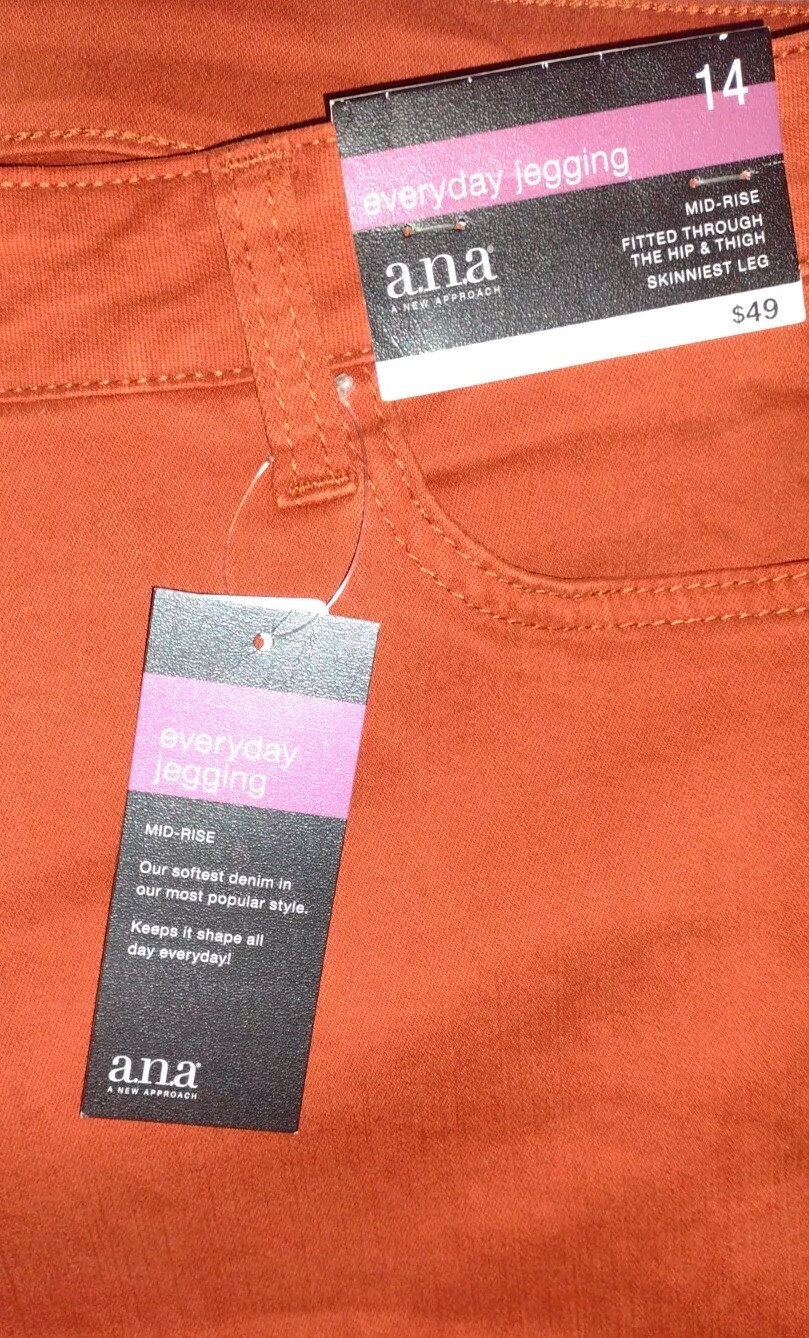 14
everyday jegging
MID-RISE
FITTED THROUGH
THE HIP & THIGH
SKINNIEST LEG
a.n.a®
A NEW APPROACH
$49
everyday
jegging
MID-RISE
Our softest denim in
our most popular style.
Keeps it shape all
day everyday!
a.n.a®
A NEW APPROACH